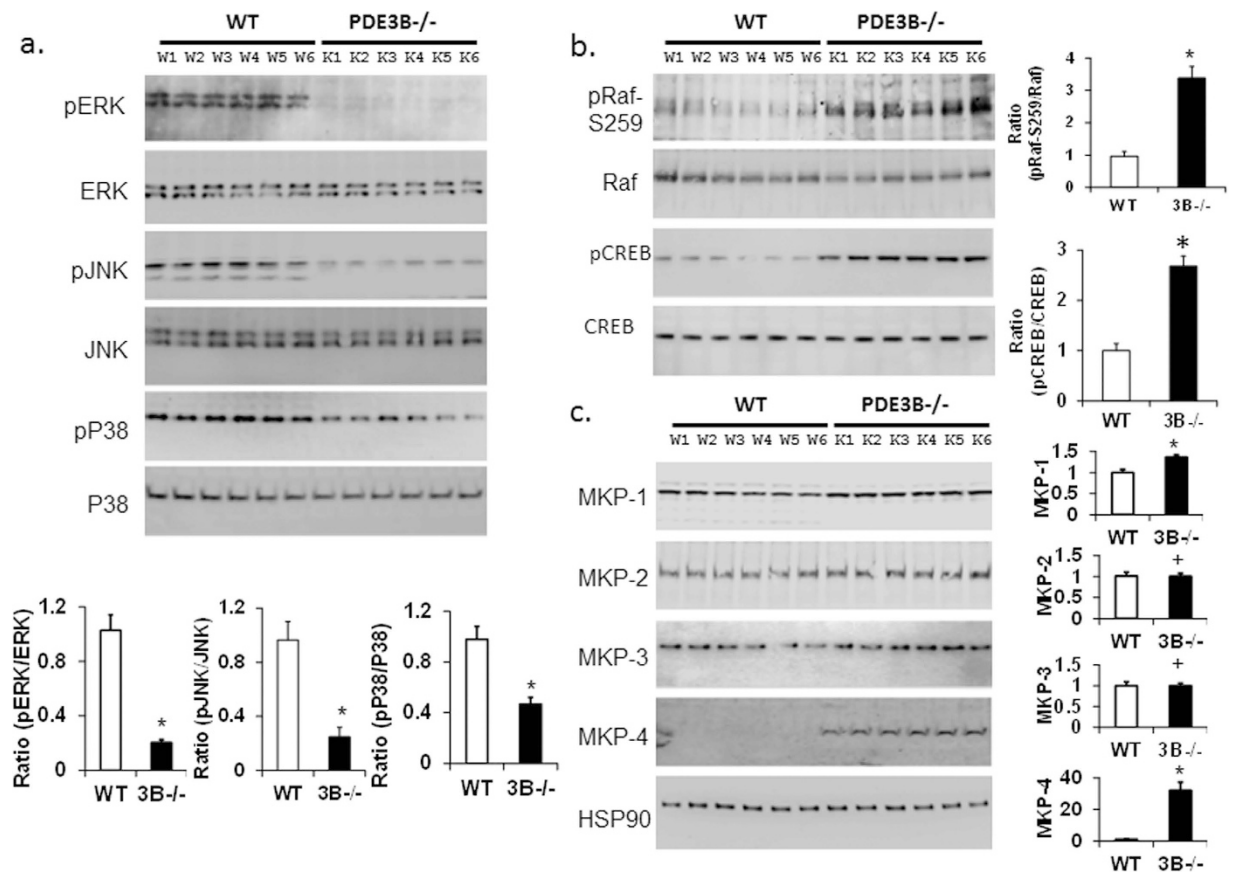 a.
WT PDE3B-/-
W1 W2 W3 W4 W5 W6 K1 K2 K3 K4 K5 K6
pERK
ERK
pJNK
JNK
pP38
P38
Ratio (pERK/ERK)
1.2
0.8
0.4
0
*
WT 3B-/-
Ratio (pJNK/JNK)
1.2
0.8
0.4
0
*
WT 3B-/-
Ratio (pP38/P38)
1.2
0.8
0.4
0
*
WT 3B-/-
b.
WT PDE3B-/-
W1 W2 W3 W4 W5 W6 K1 K2 K3 K4 K5 K6
pRaf-
S259
Raf
pCREB
CREB
Ratio
(pRaf-S259/Raf)
4
3
2
1
0
*
WT 3B-/-
Ratio
(pCREB/CREB)
3
2
1
0
*
WT 3B-/-
c.
WT PDE3B-/-
W1 W2 W3 W4 W5 W6 K1 K2 K3 K4 K5 K6
MKP-1
MKP-2
MKP-3
MKP-4
HSP90
MKP-1
1.5
1
0.5
0
*
WT 3B-/-
MKP-2
1.5
1
0.5
0
+
WT 3B-/-
MKP-3
1.5
1
0.5
0
+
WT 3B-/-
MKP-4
40
20
0
*
WT 3B-/-